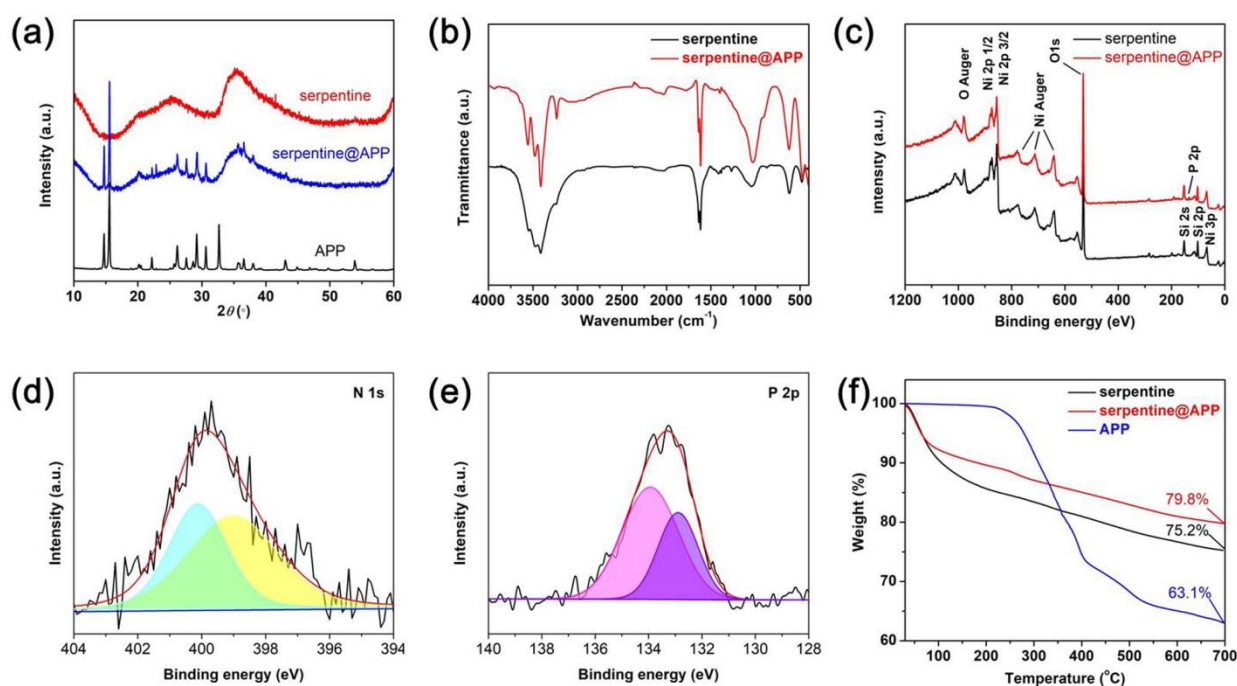 (a)
Intensity (a.u.)
serpentine
serpentine@APP
APP
10 20 30 40 50 60
2θ (○)
(b)
Tranmittance (a.u.)
serpentine
serpentine@APP
4000 3500 3000 2500 2000 1500 1000 500
Wavenumber (cm⁻¹)
(c)
Intensity (a.u.)
serpentine@APP
serpentine
O Auger
Ni 2p 1/2
Ni 2p 3/2
Ni Auger
O1s
Si 2s
P 2p
Si 2p
Ni 3p
1200 1000 800 600 400 200 0
Binding energy (eV)
(d)
Intensity (a.u.)
N 1s
404 402 400 398 396 394
Binding energy (eV)
(e)
Intensity (a.u.)
P 2p
140 138 136 134 132 130 128
Binding energy (eV)
(f)
Weight (%)
serpentine
serpentine@APP
APP
100
90
80
70
60
79.8%
75.2%
63.1%
100 200 300 400 500 600 700
Temperature (°C)